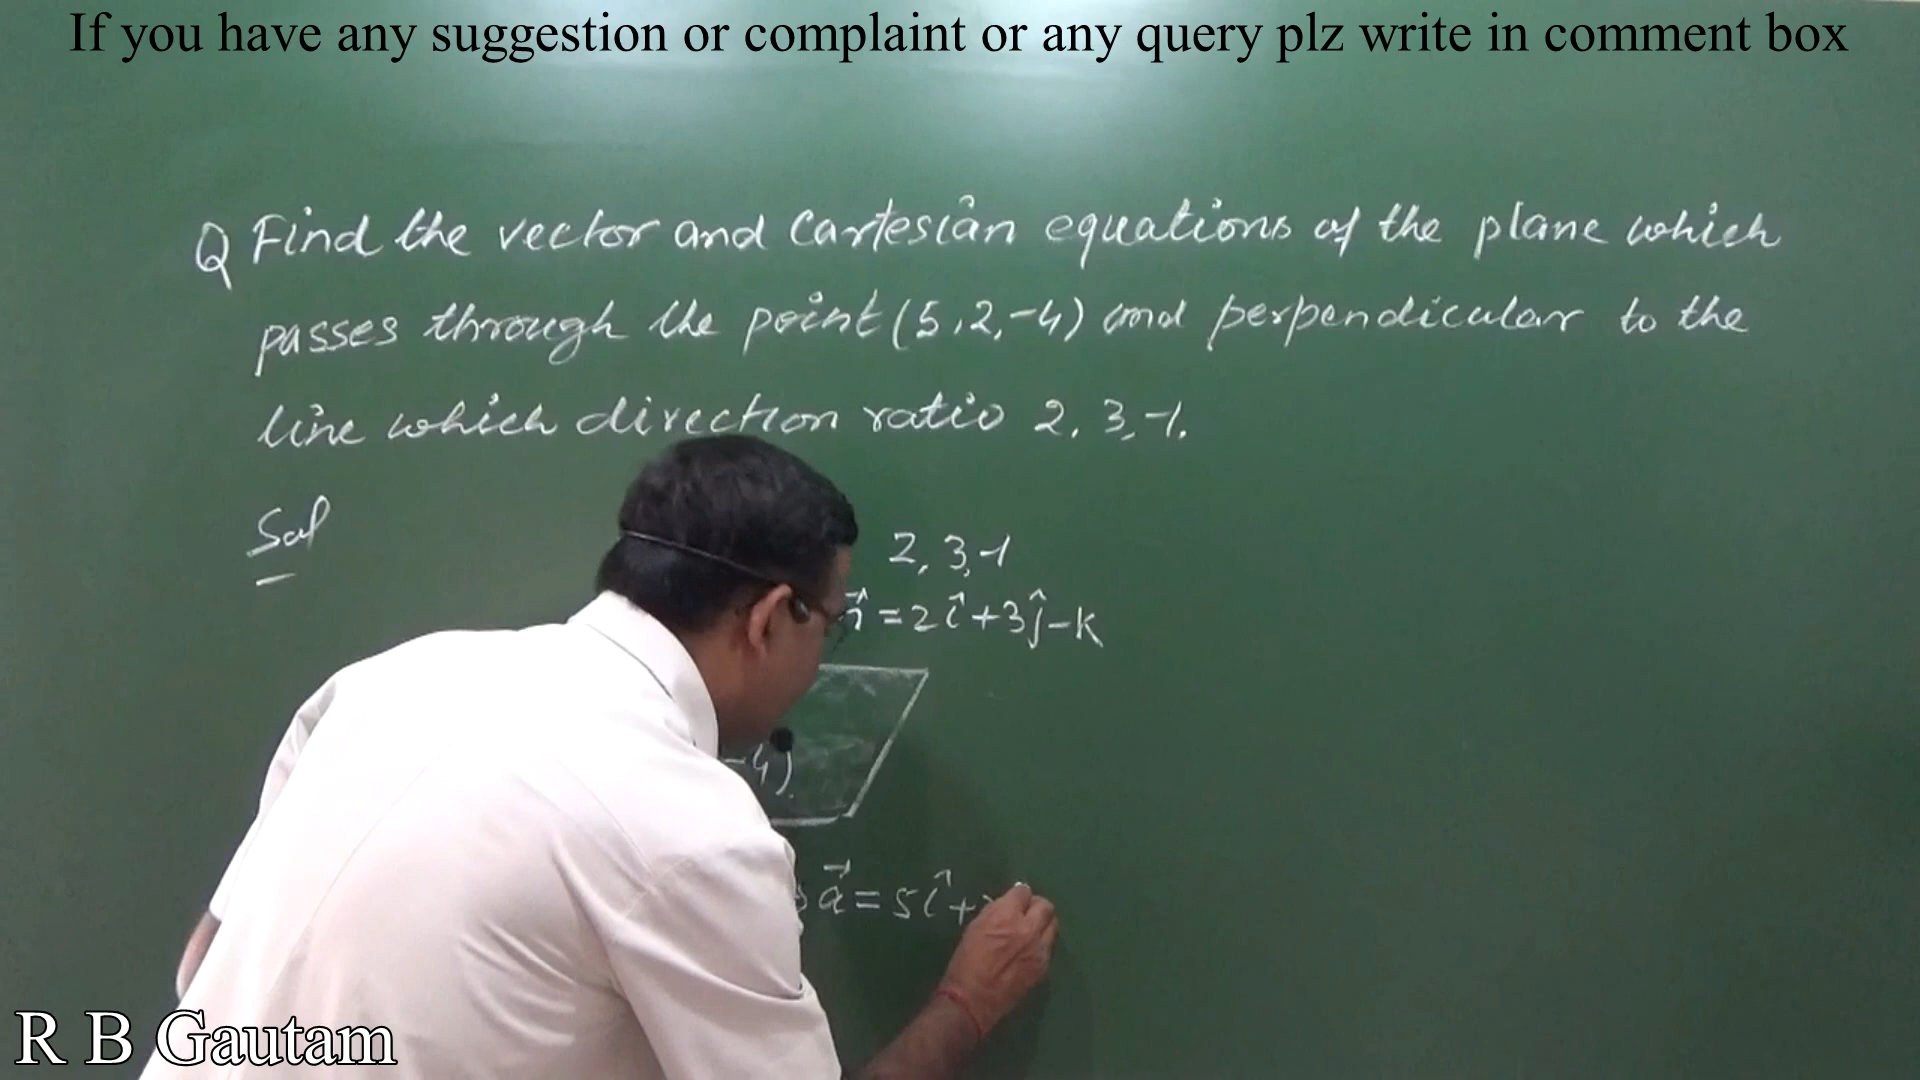 If you have any suggestion or complaint or any query plz write in comment box
Q Find the vector and Cartesian equations of the plane which
passes through the point (5,2,-4) and perpendicular to the
line which direction ratio 2, 3,-1.
Sol
2, 3,-1
= 2î+3ĵ-k
-4)
a⃗ = 5î+
R B Gautam